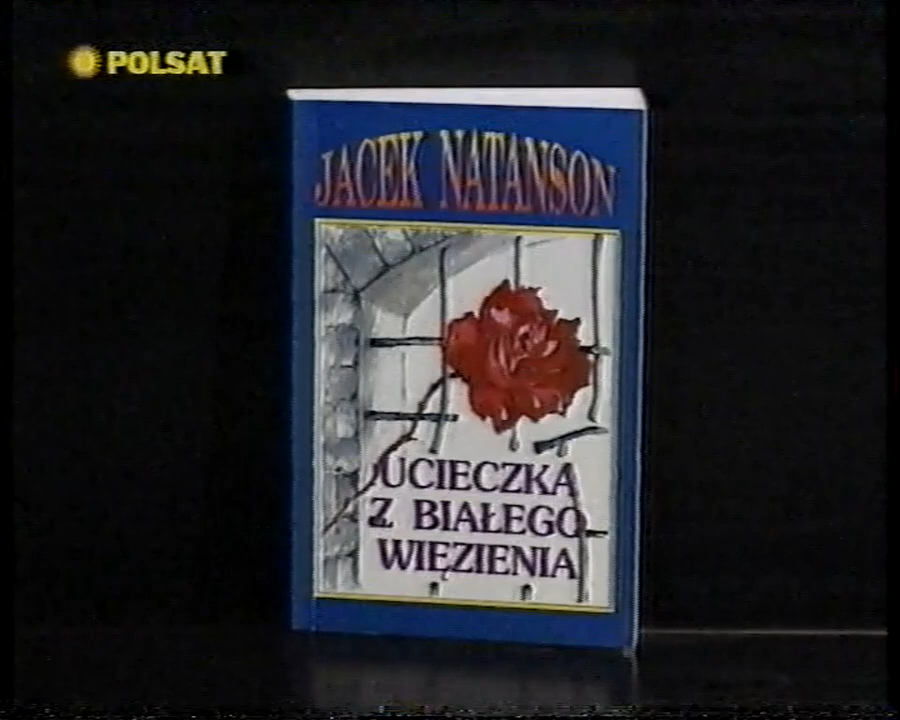 POLSAT
JACEK NATANSON
UCIECZKA
Z BIAŁEGO
WIĘZIENIA